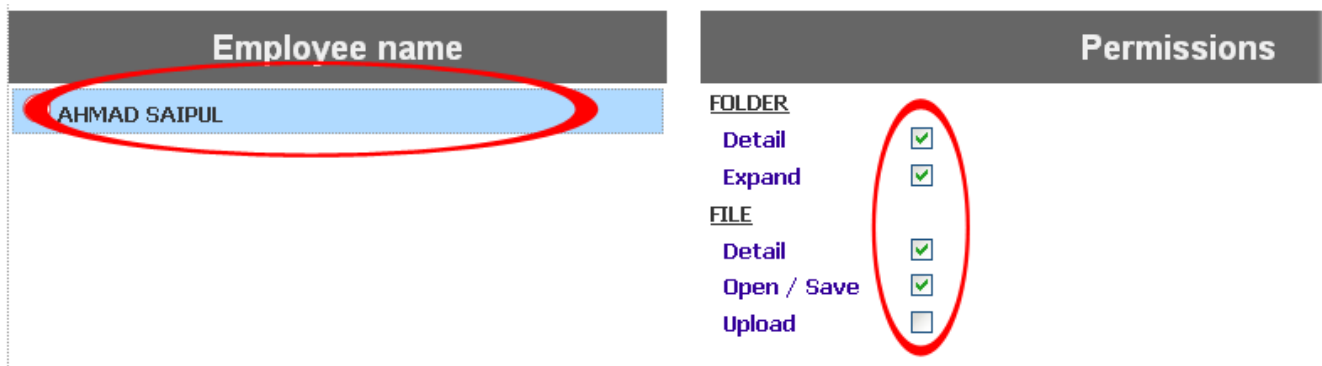 Employee name
AHMAD SAIPUL
Permissions
FOLDER
Detail
Expand
FILE
Detail
Open / Save
Upload